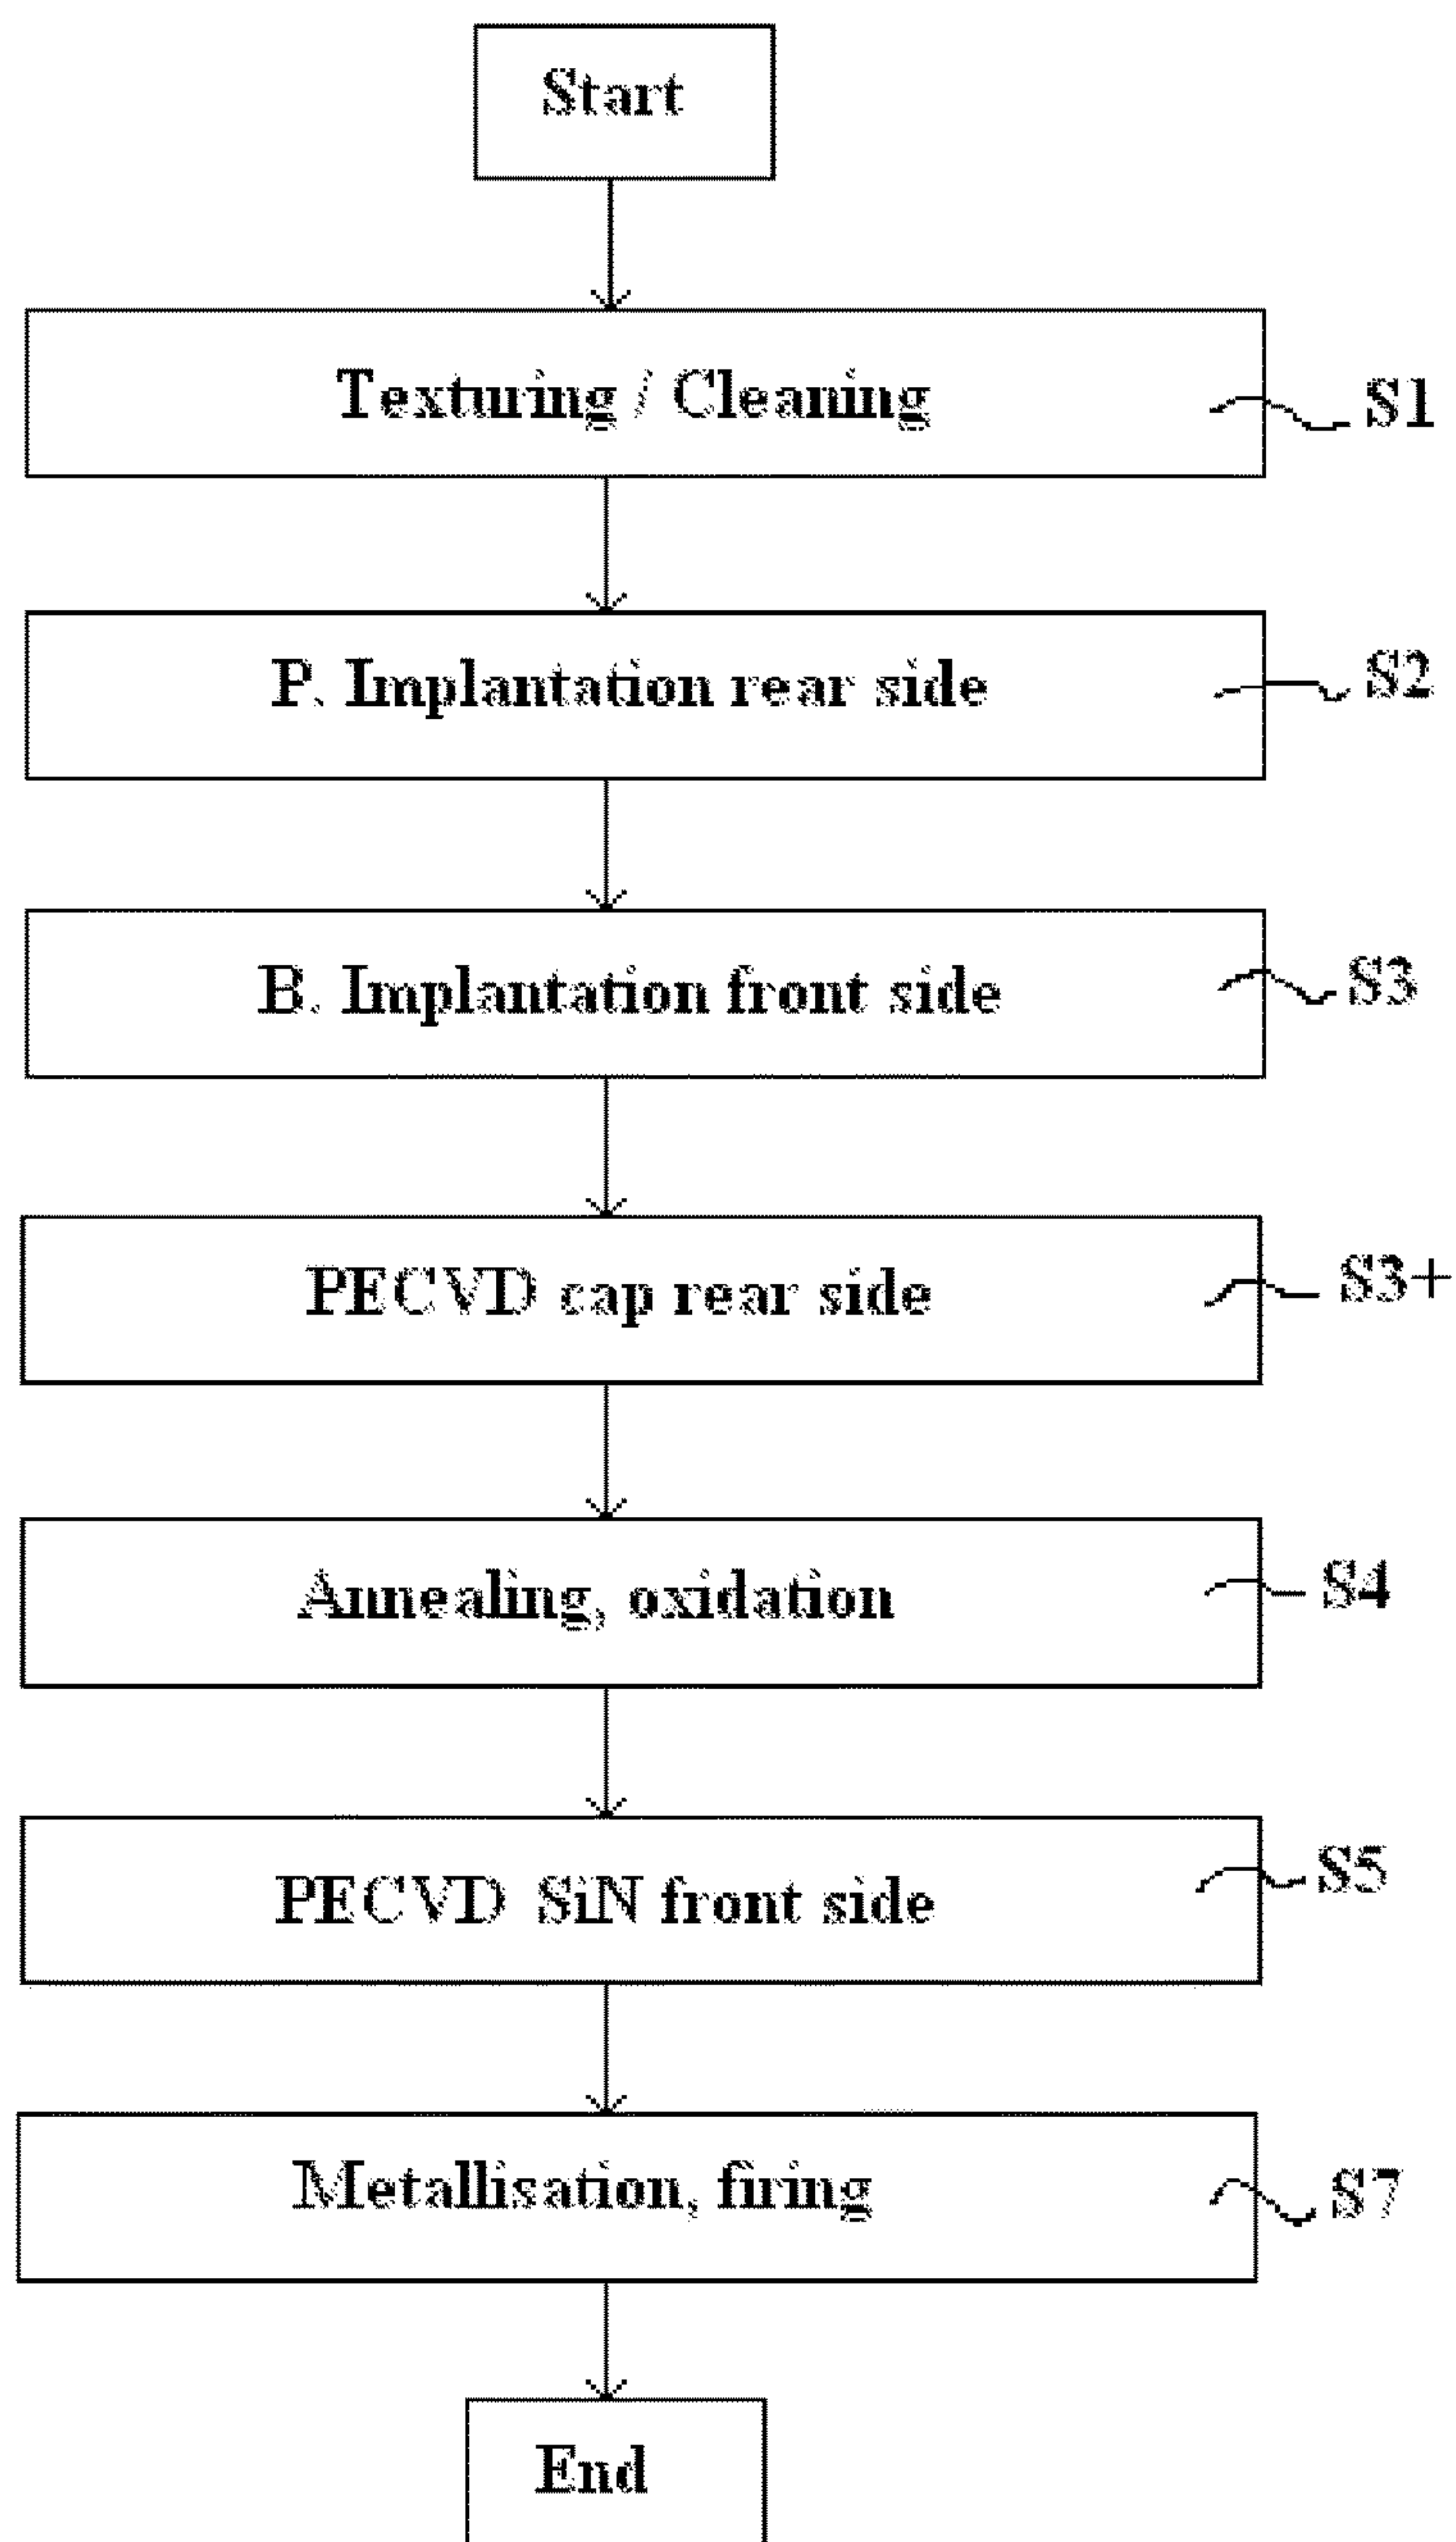 Start
Texturing / Cleaning
S1
P. Implantation rear side
S2
B. Implantation front side
S3
PECVD cap rear side
S3+
Annealing, oxidation
S4
PECVD SiN front side
S5
Metallisation, firing
S7
End